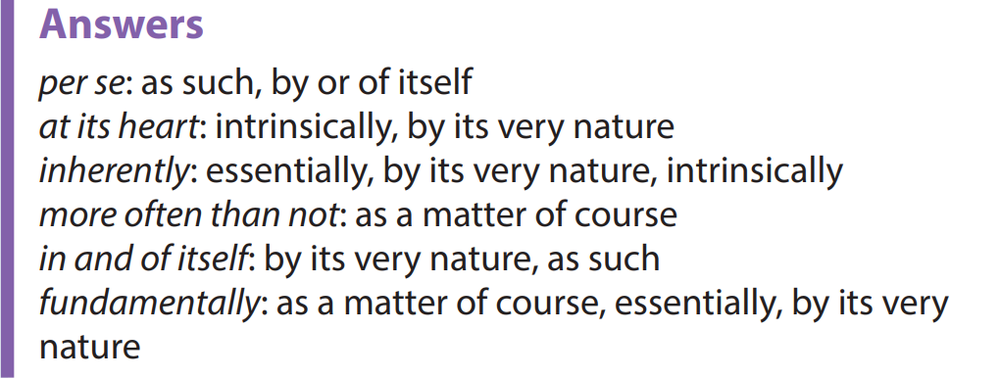 Answers
per se: as such, by or of itself
at its heart: intrinsically, by its very nature
inherently: essentially, by its very nature, intrinsically
more often than not: as a matter of course
in and of itself: by its very nature, as such
fundamentally: as a matter of course, essentially, by its very
nature